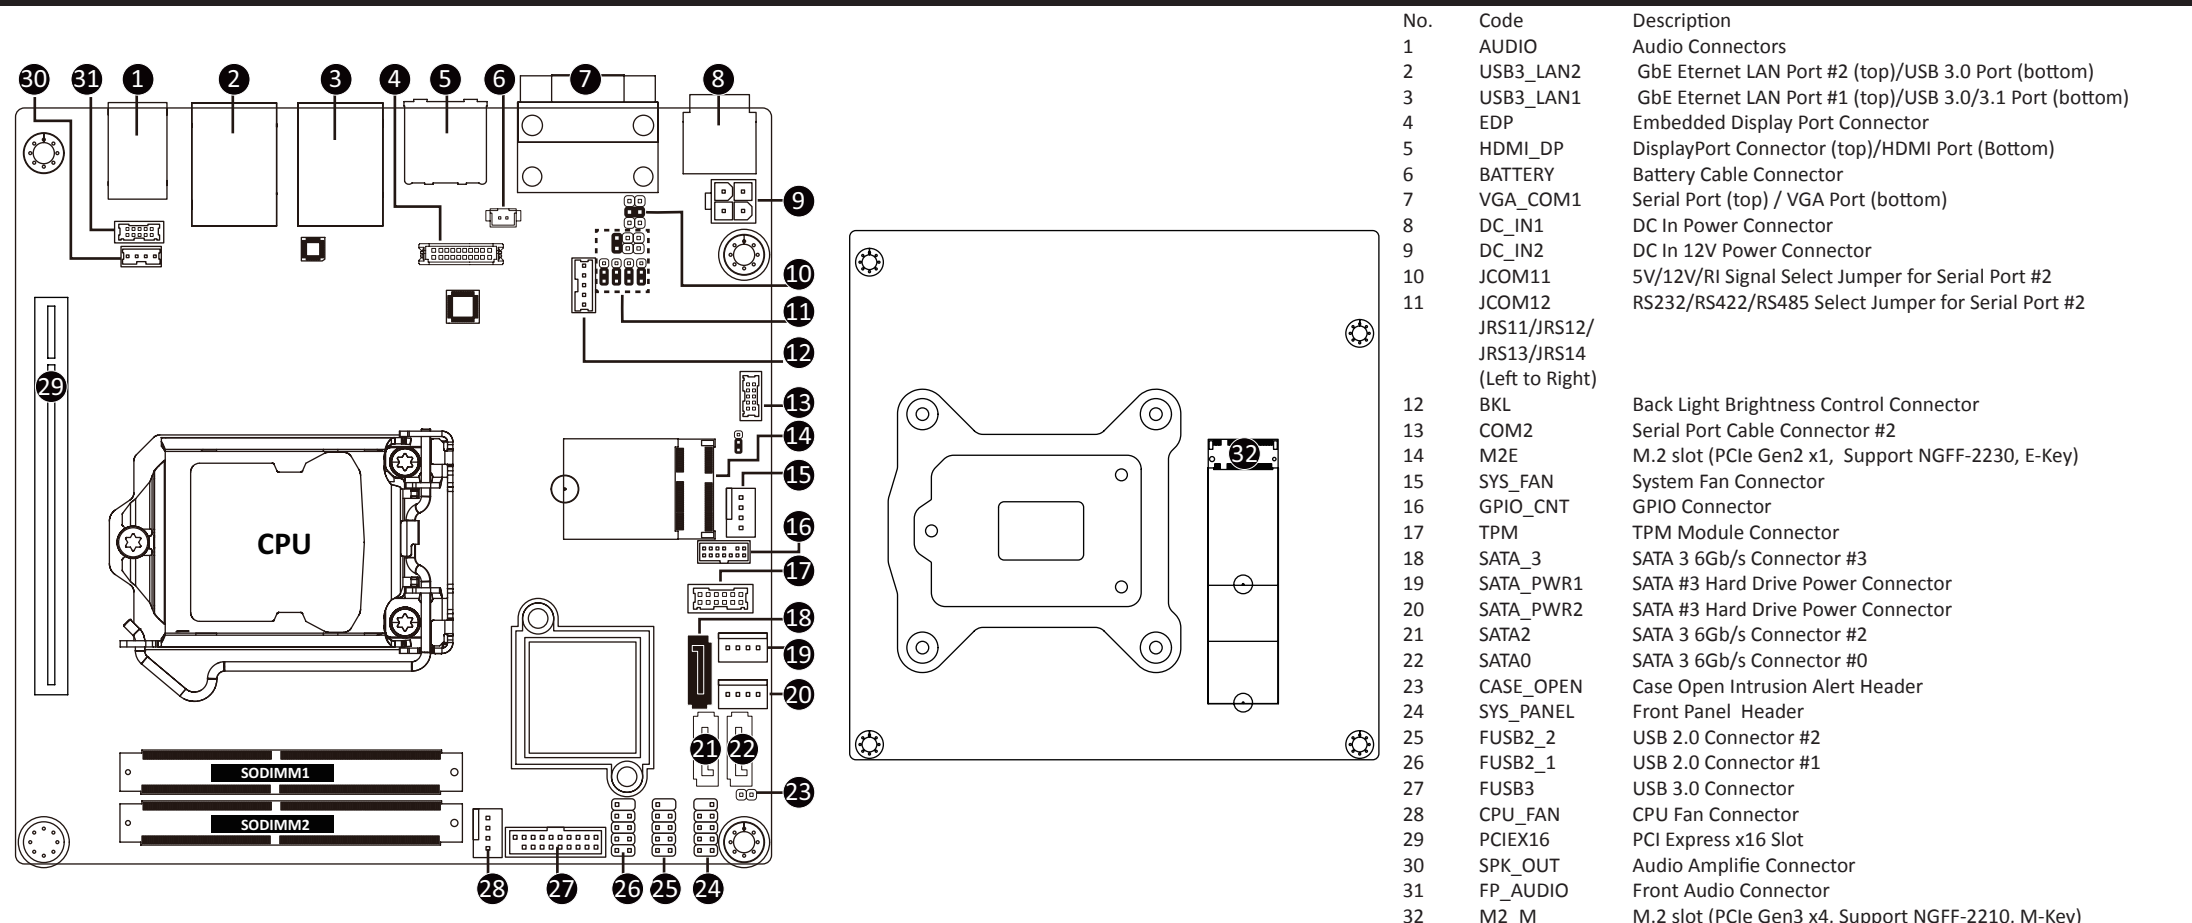 30 31 1 2 3 4 5 6 7 8
9
10
11
12
29
13
14
15
16
17
18
19
20
21 22
23
28 27 26 25 24
CPU
SODIMM1
SODIMM2
32
No. Code Description
1 AUDIO Audio Connectors
2 USB3_LAN2 GbE Eternet LAN Port #2 (top)/USB 3.0 Port (bottom)
3 USB3_LAN1 GbE Eternet LAN Port #1 (top)/USB 3.0/3.1 Port (bottom)
4 EDP Embedded Display Port Connector
5 HDMI_DP DisplayPort Connector (top)/HDMI Port (Bottom)
6 BATTERY Battery Cable Connector
7 VGA_COM1 Serial Port (top) / VGA Port (bottom)
8 DC_IN1 DC In Power Connector
9 DC_IN2 DC In 12V Power Connector
10 JCOM11 5V/12V/RI Signal Select Jumper for Serial Port #2
11 JCOM12 RS232/RS422/RS485 Select Jumper for Serial Port #2
JRS11/JRS12/
JRS13/JRS14
(Left to Right)
12 BKL Back Light Brightness Control Connector
13 COM2 Serial Port Cable Connector #2
14 M2E M.2 slot (PCIe Gen2 x1, Support NGFF-2230, E-Key)
15 SYS_FAN System Fan Connector
16 GPIO_CNT GPIO Connector
17 TPM TPM Module Connector
18 SATA_3 SATA 3 6Gb/s Connector #3
19 SATA_PWR1 SATA #3 Hard Drive Power Connector
20 SATA_PWR2 SATA #3 Hard Drive Power Connector
21 SATA2 SATA 3 6Gb/s Connector #2
22 SATA0 SATA 3 6Gb/s Connector #0
23 CASE_OPEN Case Open Intrusion Alert Header
24 SYS_PANEL Front Panel Header
25 FUSB2_2 USB 2.0 Connector #2
26 FUSB2_1 USB 2.0 Connector #1
27 FUSB3 USB 3.0 Connector
28 CPU_FAN CPU Fan Connector
29 PCIEX16 PCI Express x16 Slot
30 SPK_OUT Audio Amplifie Connector
31 FP_AUDIO Front Audio Connector
32 M2_M M.2 slot (PCIe Gen3 x4, Support NGFF-2210, M-Key)